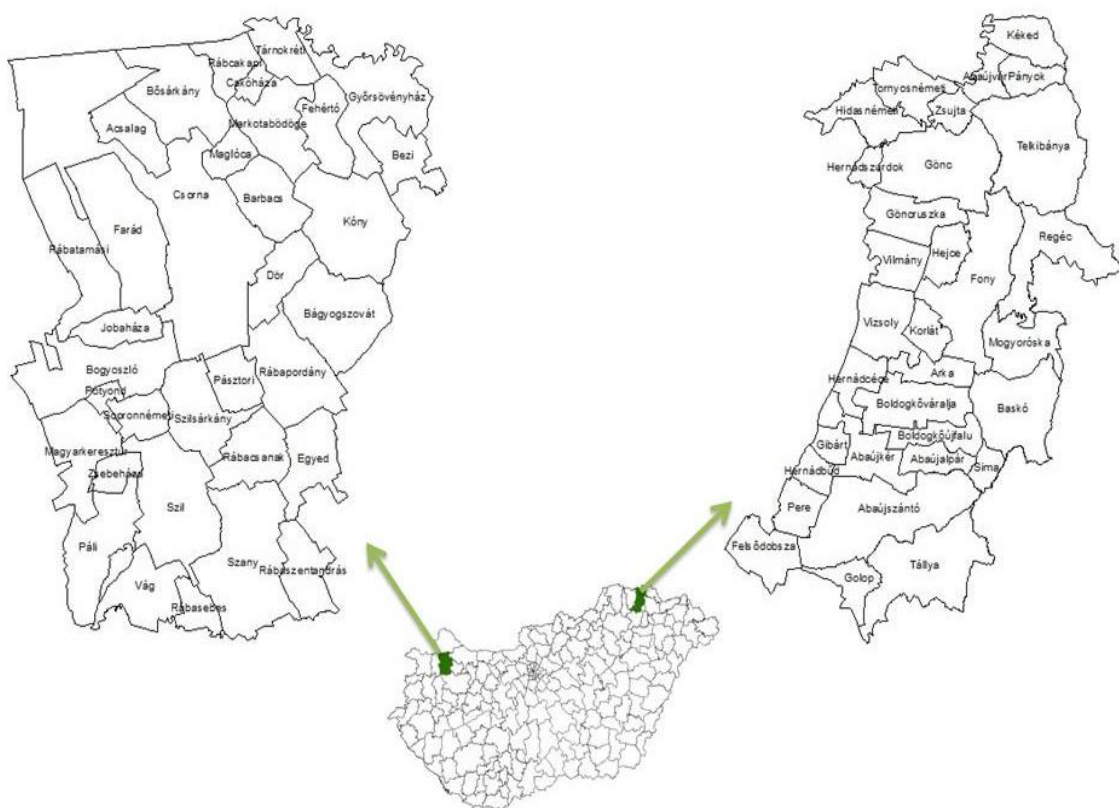 Tárnokréti
Rábcakapi
Cakóháza
Bősárkány
Győrsövényház
Fehértó
Markotabödöge
Acsalag
Maglóca
Bezi
Csorna
Barbacs
Kóny
Farád
Rábatamási
Dör
Bágyogszovát
Jobaháza
Bogyoszló
Pásztori
Rábapordány
Potyond
Sopronnémeti
Szilsárkány
Magyarkeresztúr
Rábacsanak
Egyed
Zsebeháza
Szil
Páli
Szany
Rábaszentandrás
Vág
Rábasebes
Kéked
Abaújvár
Pányok
Tornyosnémeti
Hidasnémeti
Zsujta
Telkibánya
Hernádszurdok
Gönc
Göncruszka
Regéc
Vilmány
Hejce
Fony
Vizsoly
Korlát
Mogyoróska
Hernádcéce
Arka
Boldogkőváralja
Baskó
Boldogkőújfalu
Gibárt
Abaújkér
Abaújalpár
Sima
Hernádbűd
Pere
Abaújszántó
Felsődobsza
Golop
Tállya